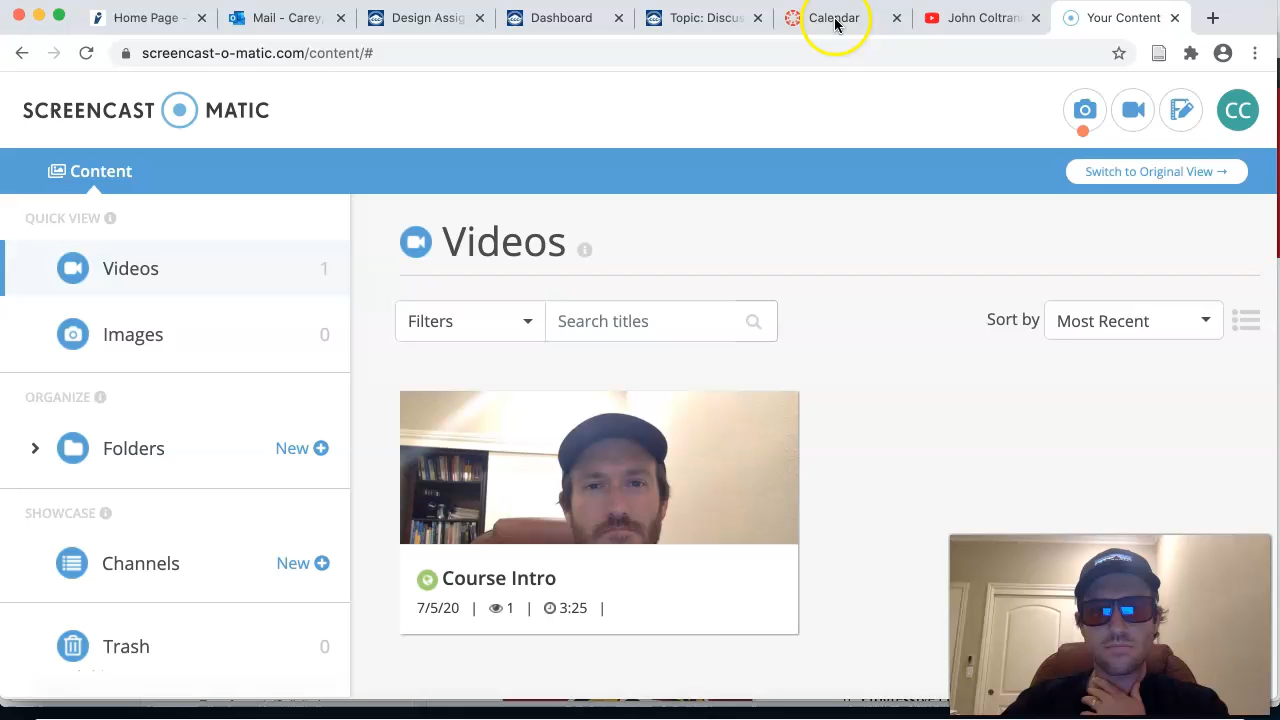 Home Page -
Mail - Carey,
Design Assig
Dashboard
Topic: Discus
Calendar
John Coltran
Your Content
screencast-o-matic.com/content/#
SCREENCAST O MATIC
CC
Content
Switch to Original View →
QUICK VIEW
Videos 1
Images 0
ORGANIZE
Folders New
SHOWCASE
Channels New
Trash 0
Videos
Filters
Search titles
Sort by
Most Recent
Course Intro
7/5/20 | 1 | 3:25 |